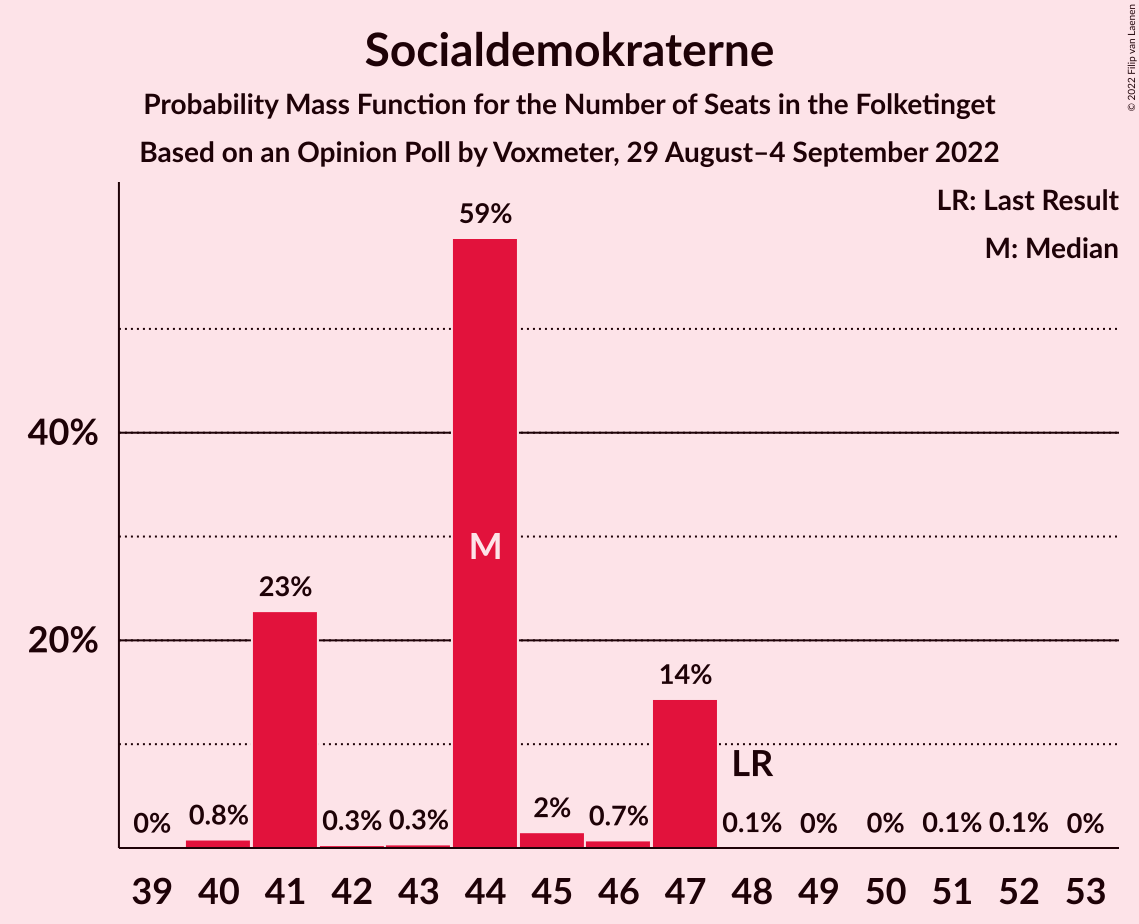 Socialdemokraterne
Probability Mass Function for the Number of Seats in the Folketinget
Based on an Opinion Poll by Voxmeter, 29 August–4 September 2022
© 2022 Filip van Laenen
LR: Last Result
M: Median
59%
40%
M
23%
20%
14%
LR
0% 0.8% 0.3% 0.3% 2% 0.7% 0.1% 0% 0% 0.1% 0.1% 0%
39 40 41 42 43 44 45 46 47 48 49 50 51 52 53